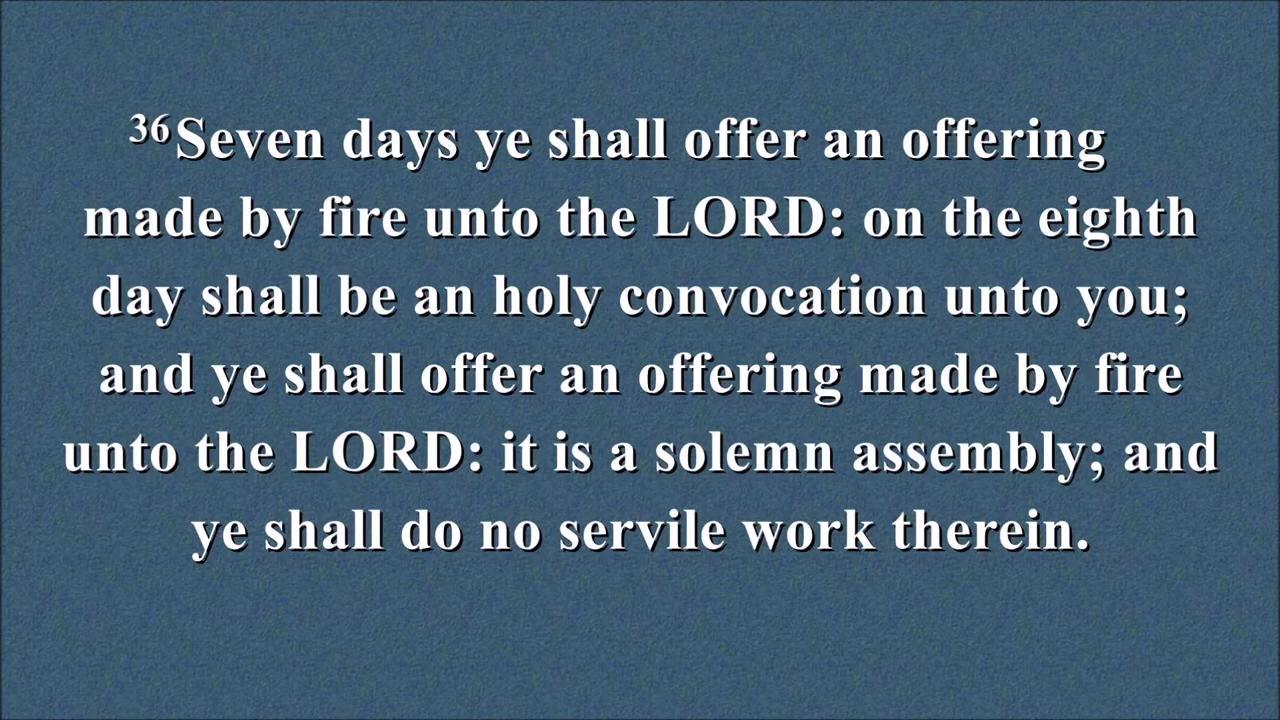 36Seven days ye shall offer an offering
made by fire unto the LORD: on the eighth
day shall be an holy convocation unto you;
and ye shall offer an offering made by fire
unto the LORD: it is a solemn assembly; and
ye shall do no servile work therein.